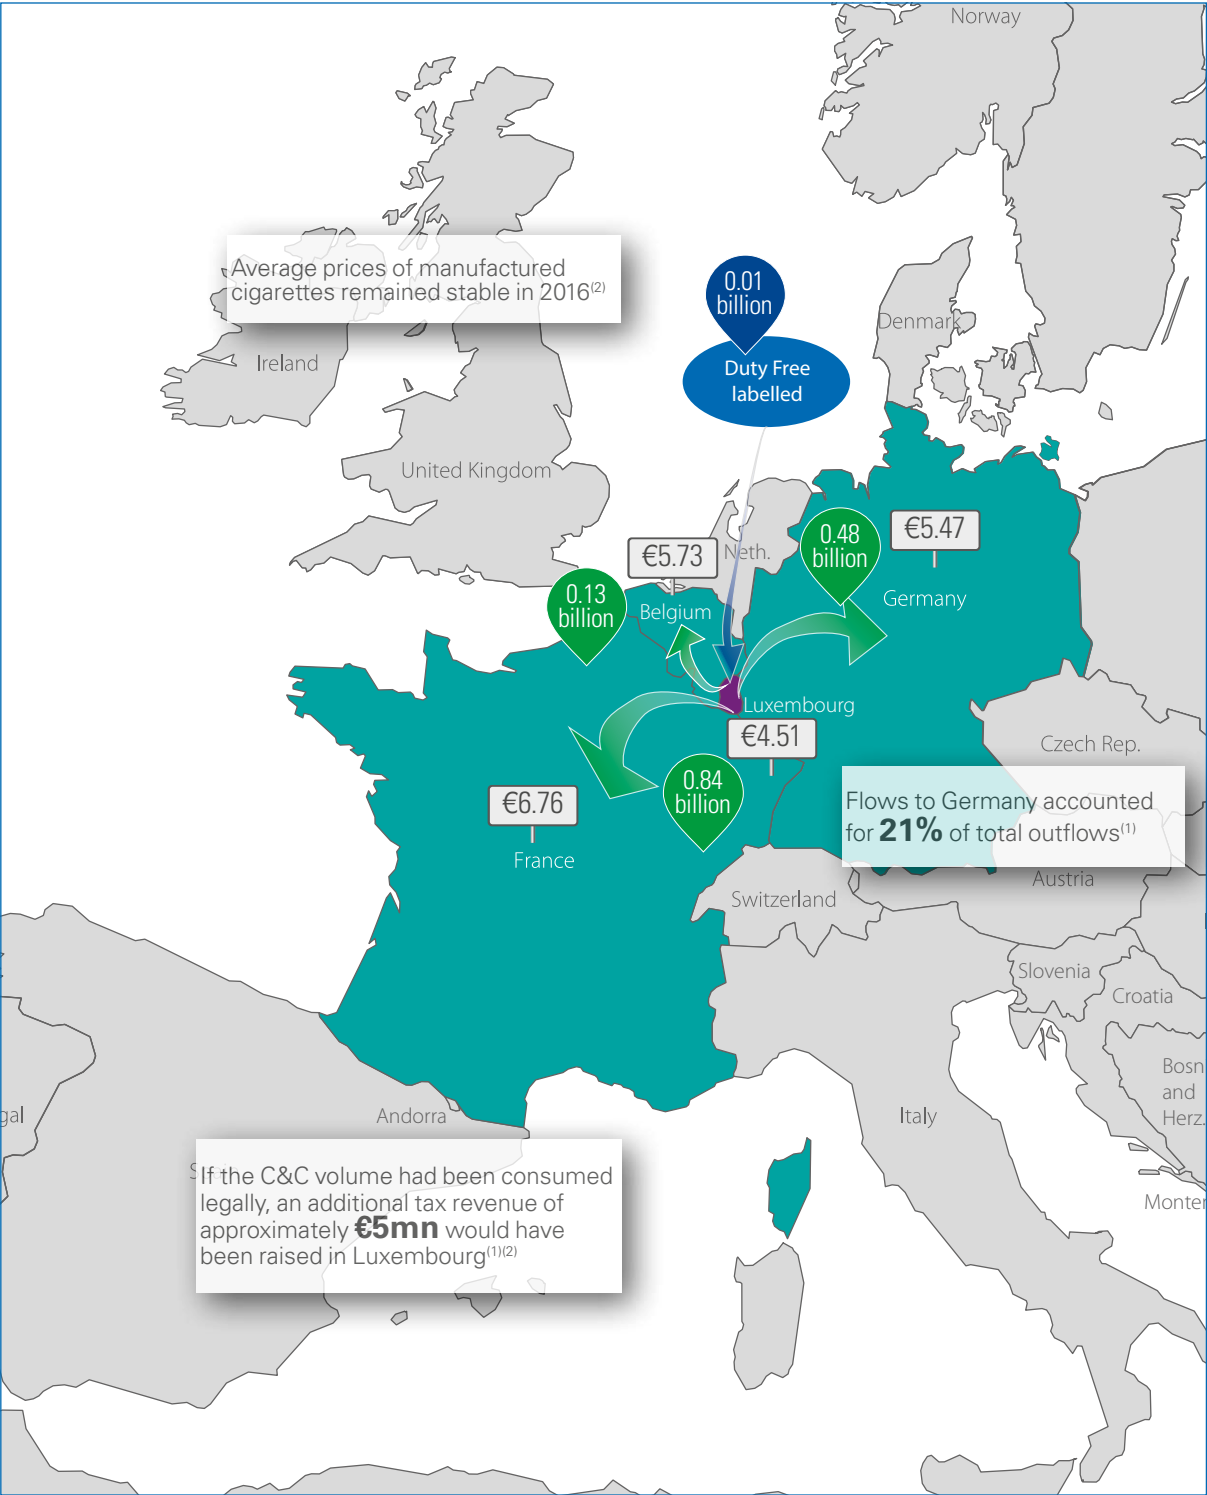 Norway
Average prices of manufactured
cigarettes remained stable in 2016(2)
0.01
billion
Denmark
Ireland
Duty Free
labelled
United Kingdom
€5.47
0.48
billion
€5.73
Neth.
0.13
billion
Belgium
Germany
Luxembourg
€4.51
Czech Rep.
0.84
billion
€6.76
Flows to Germany accounted
for 21% of total outflows(1)
France
Austria
Switzerland
Slovenia
Croatia
Bosn
and
Herz.
gal
Andorra
Italy
If the C&C volume had been consumed
legally, an additional tax revenue of
approximately €5mn would have
been raised in Luxembourg(1)(2)
Monte